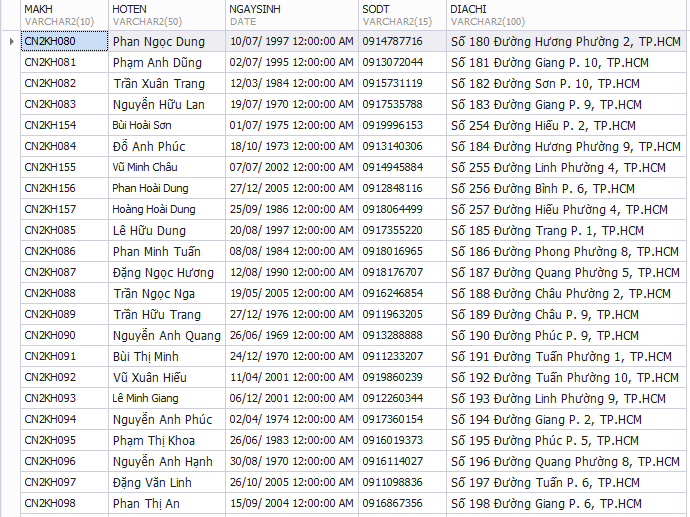 MAKH HOTEN NGAYSINH SODT DIACHI
VARCHAR2(10) VARCHAR2(50) DATE VARCHAR2(15) VARCHAR2(100)
CN2KH080 Phan Ngọc Dung 10/07/ 1997 12:00:00 AM 0914787716 Số 180 Đường Hương Phường 2, TP.HCM
CN2KH081 Phạm Anh Dũng 02/07/ 1995 12:00:00 AM 0913072044 Số 181 Đường Giang P. 10, TP.HCM
CN2KH082 Trần Xuân Trang 12/03/ 1984 12:00:00 AM 0915731119 Số 182 Đường Sơn P. 10, TP.HCM
CN2KH083 Nguyễn Hữu Lan 19/07/ 1970 12:00:00 AM 0917535788 Số 183 Đường Giang P. 9, TP.HCM
CN2KH154 Bùi Hoài Sơn 01/07/ 1975 12:00:00 AM 0919996153 Số 254 Đường Hiếu P. 2, TP.HCM
CN2KH084 Đỗ Anh Phúc 18/10/ 1973 12:00:00 AM 0913140306 Số 184 Đường Hương Phường 9, TP.HCM
CN2KH155 Vũ Minh Châu 07/07/ 2002 12:00:00 AM 0914945884 Số 255 Đường Linh Phường 4, TP.HCM
CN2KH156 Phan Hoài Dung 27/12/ 2005 12:00:00 AM 0912848116 Số 256 Đường Bình P. 6, TP.HCM
CN2KH157 Hoàng Hoài Dung 25/09/ 1986 12:00:00 AM 0918064499 Số 257 Đường Hiếu Phường 4, TP.HCM
CN2KH085 Lê Hữu Dung 20/08/ 1997 12:00:00 AM 0917355220 Số 185 Đường Trang P. 1, TP.HCM
CN2KH086 Phan Minh Tuấn 08/08/ 1984 12:00:00 AM 0918016965 Số 186 Đường Phong Phường 8, TP.HCM
CN2KH087 Đặng Ngọc Hương 12/08/ 1990 12:00:00 AM 0918176707 Số 187 Đường Quang Phường 5, TP.HCM
CN2KH088 Trần Ngọc Nga 19/05/ 2005 12:00:00 AM 0916246854 Số 188 Đường Châu Phường 2, TP.HCM
CN2KH089 Trần Hữu Trang 27/12/ 1976 12:00:00 AM 0911963205 Số 189 Đường Châu P. 9, TP.HCM
CN2KH090 Nguyễn Anh Quang 26/06/ 1969 12:00:00 AM 0913288888 Số 190 Đường Phúc P. 9, TP.HCM
CN2KH091 Bùi Thị Minh 24/12/ 1970 12:00:00 AM 0911233207 Số 191 Đường Tuấn Phường 1, TP.HCM
CN2KH092 Vũ Xuân Hiếu 11/04/ 2001 12:00:00 AM 0919860239 Số 192 Đường Tuấn Phường 10, TP.HCM
CN2KH093 Lê Minh Giang 06/12/ 2001 12:00:00 AM 0912260344 Số 193 Đường Linh Phường 9, TP.HCM
CN2KH094 Nguyễn Anh Phúc 02/04/ 1974 12:00:00 AM 0917360154 Số 194 Đường Giang P. 2, TP.HCM
CN2KH095 Phạm Thị Khoa 26/06/ 1983 12:00:00 AM 0916019373 Số 195 Đường Phúc P. 5, TP.HCM
CN2KH096 Nguyễn Anh Hạnh 30/08/ 1970 12:00:00 AM 0916114027 Số 196 Đường Quang Phường 8, TP.HCM
CN2KH097 Đặng Văn Linh 26/10/ 2005 12:00:00 AM 0911098836 Số 197 Đường Tuấn P. 6, TP.HCM
CN2KH098 Phan Thị An 15/09/ 2004 12:00:00 AM 0916867356 Số 198 Đường Giang P. 6, TP.HCM